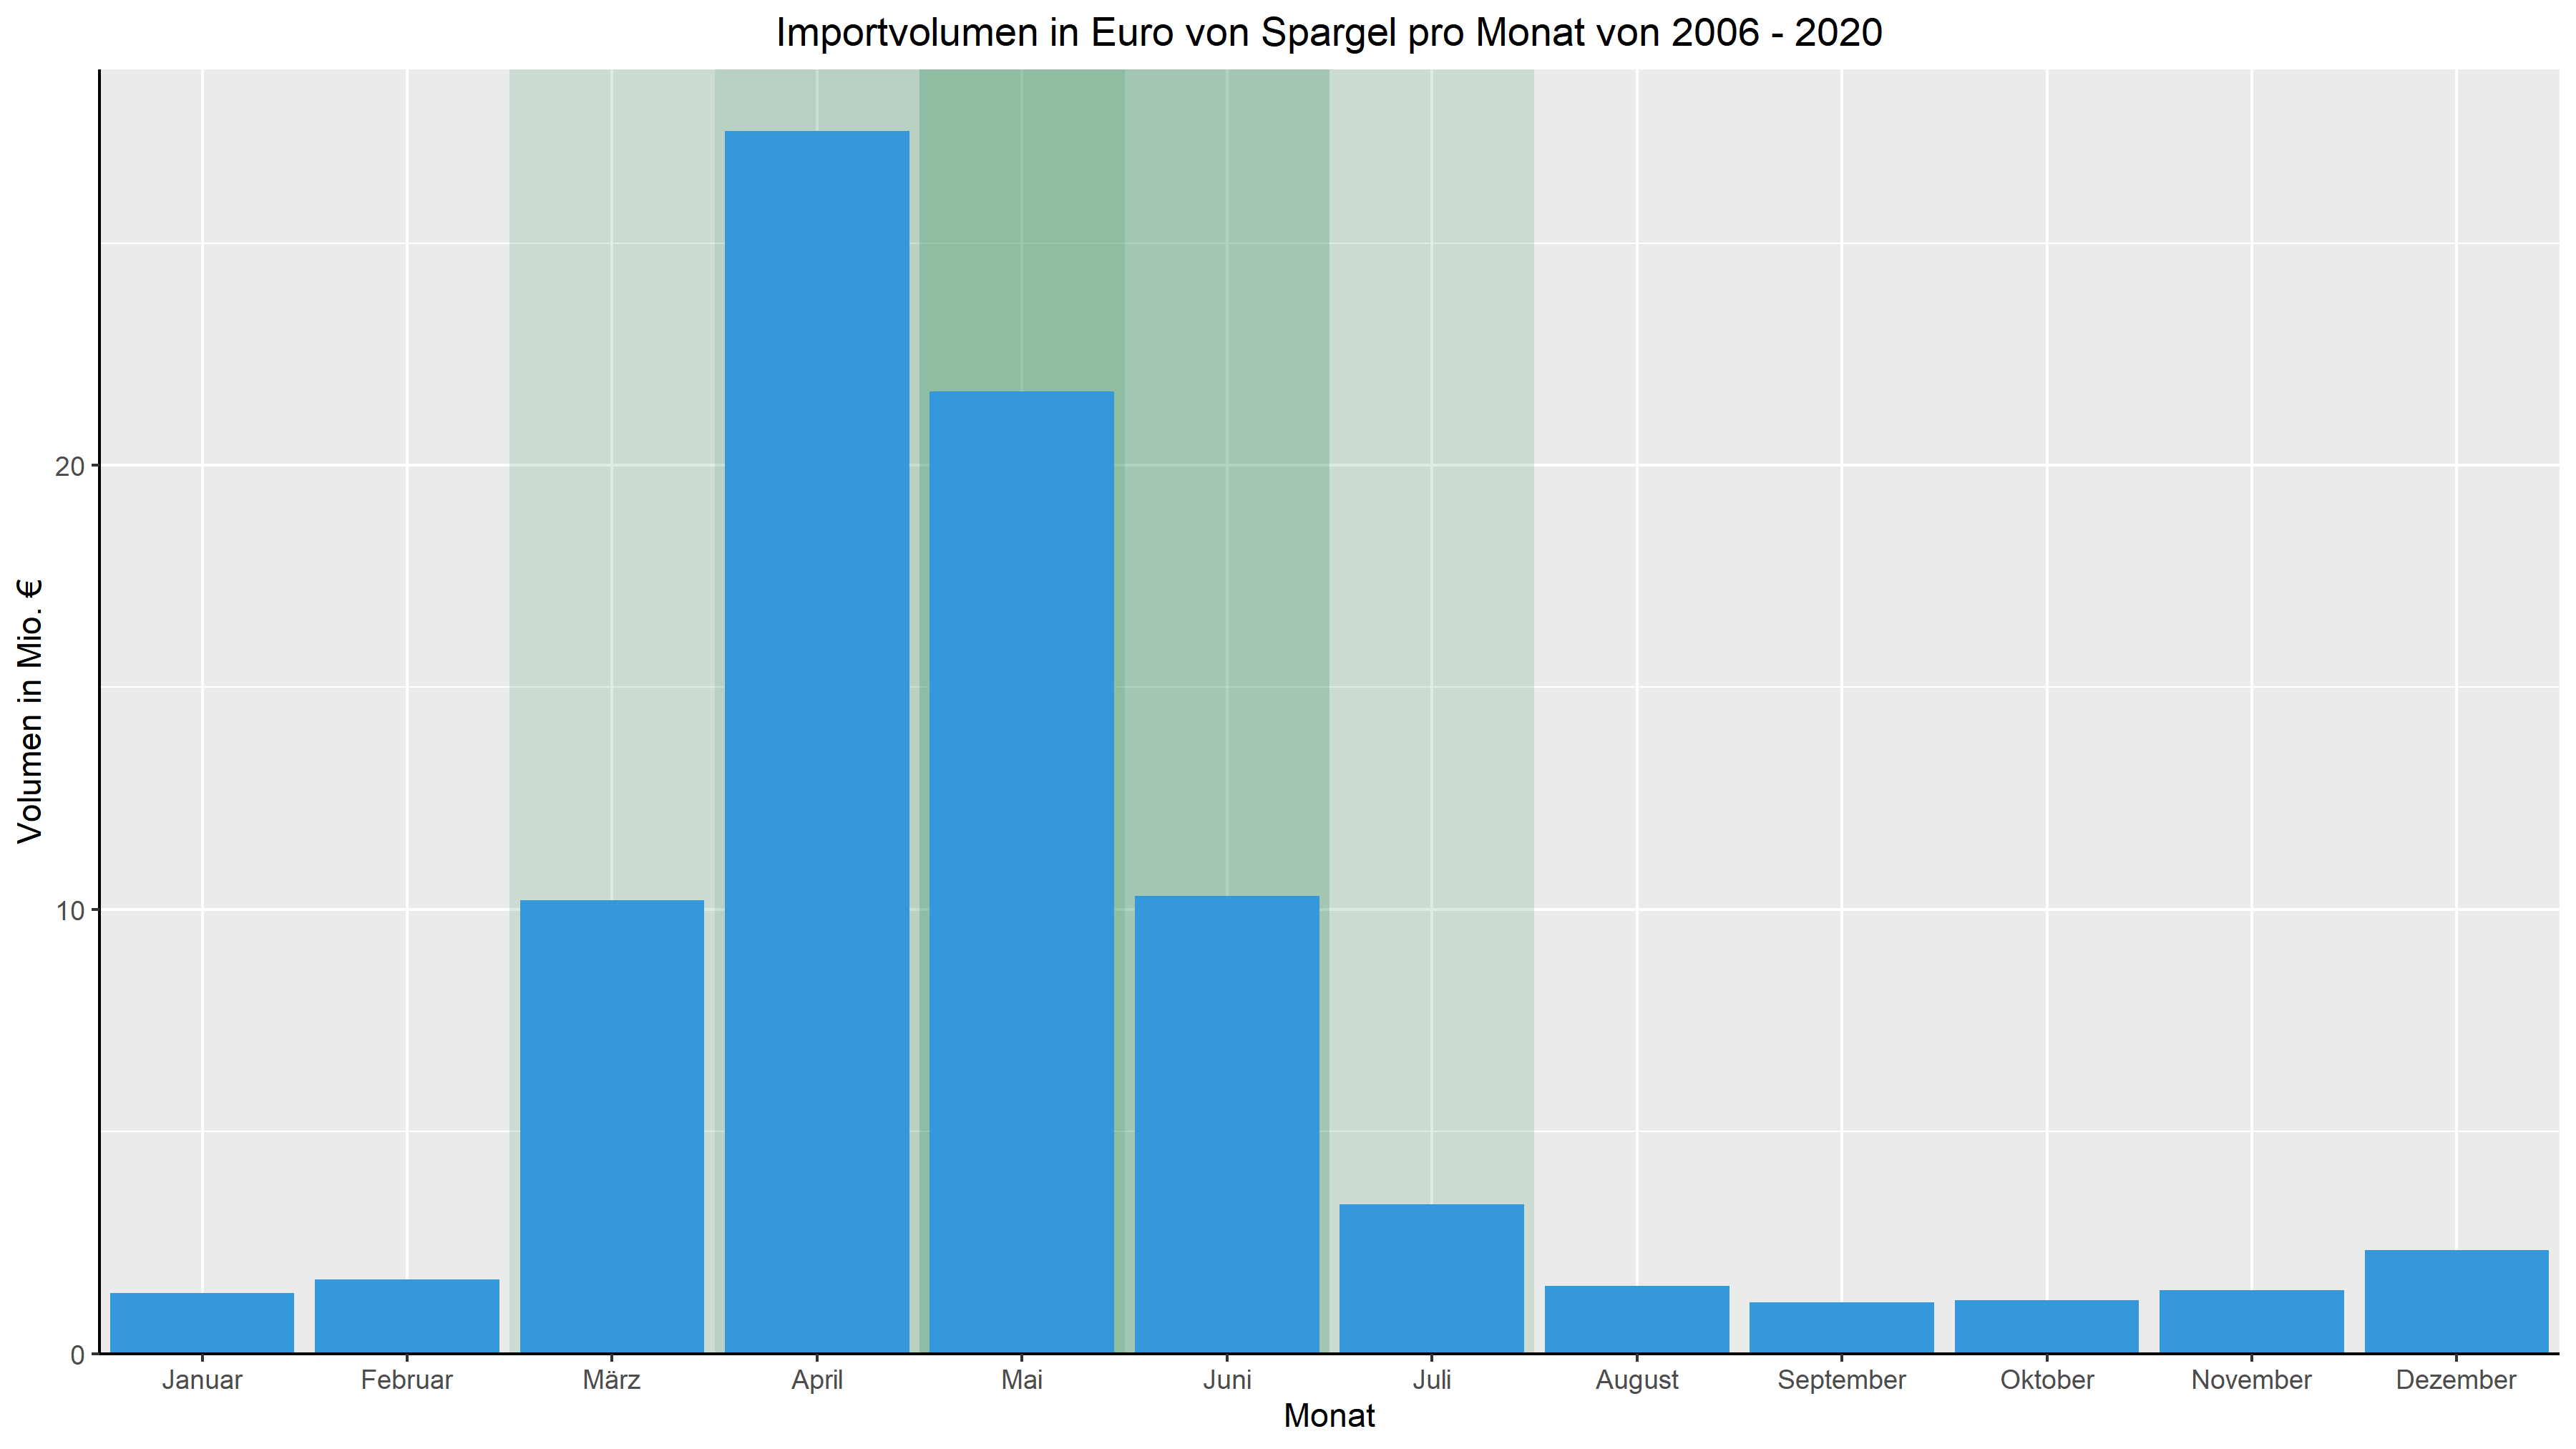 Importvolumen in Euro von Spargel pro Monat von 2006 - 2020
Volumen in Mio. €
20
10
0
Januar Februar März April Mai Juni Juli August September Oktober November Dezember
Monat